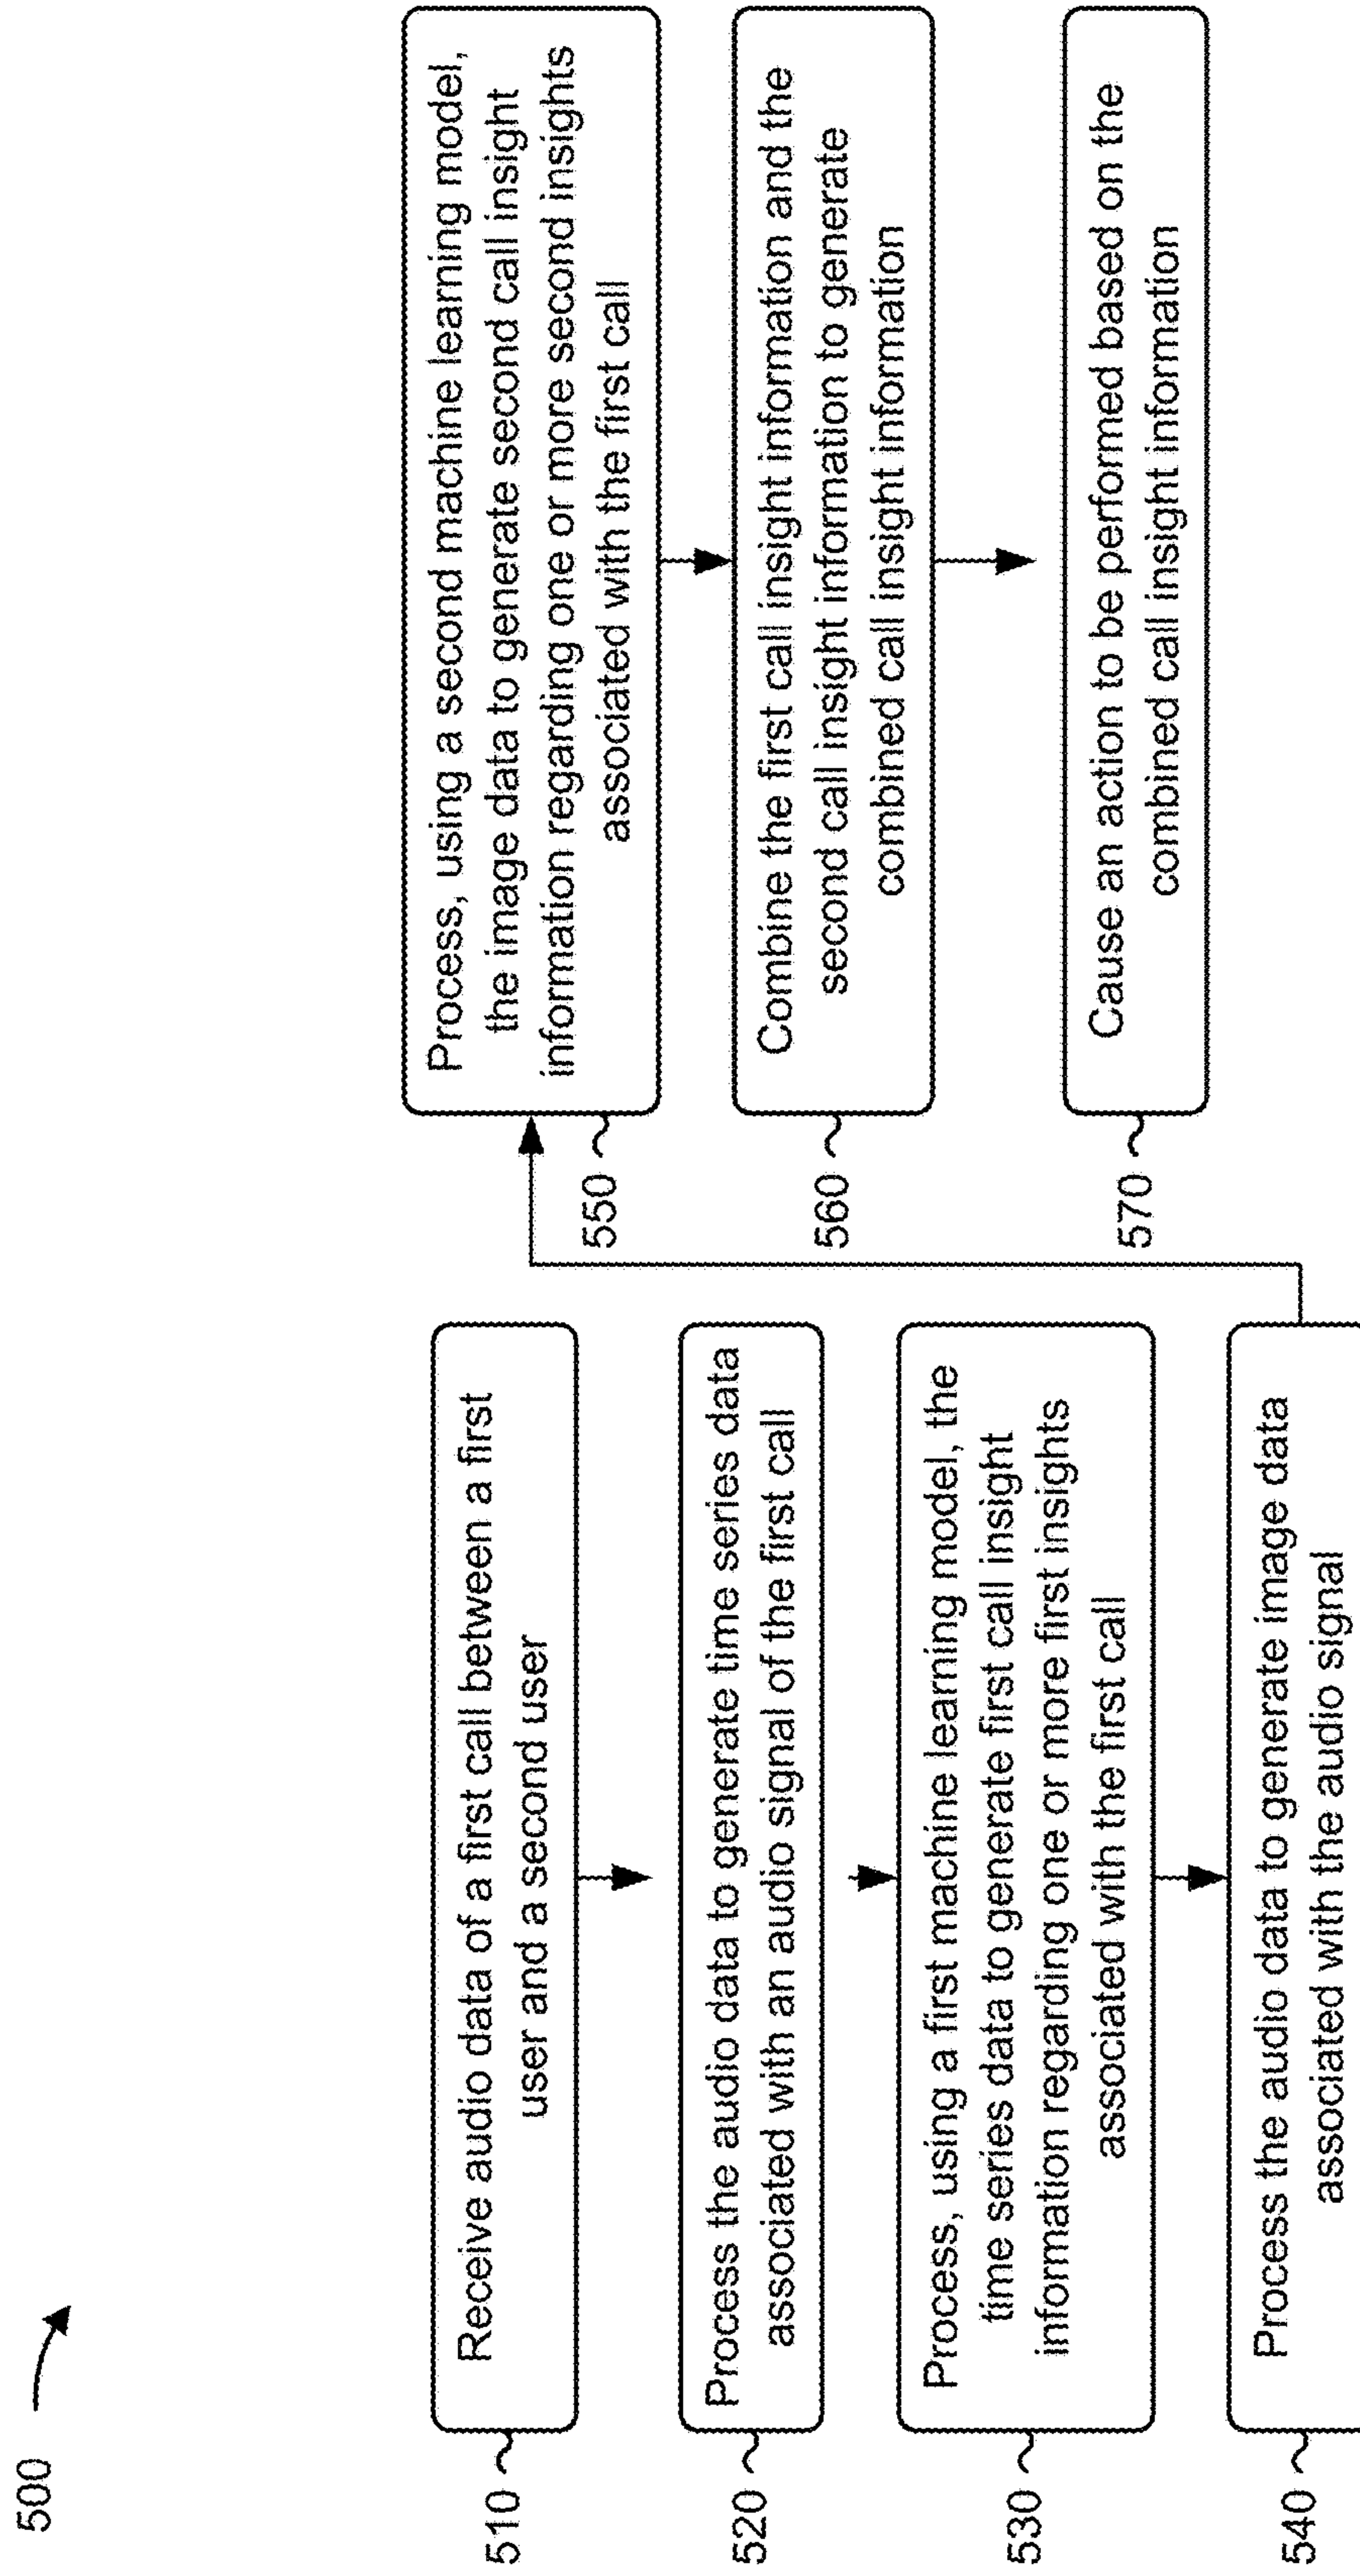 500
510
Receive audio data of a first call between a first
user and a second user
520
Process the audio data to generate time series data
associated with an audio signal of the first call
530
Process, using a first machine learning model, the
time series data to generate first call insight
information regarding one or more first insights
associated with the first call
540
Process the audio data to generate image data
associated with the audio signal
550
Process, using a second machine learning model,
the image data to generate second call insight
information regarding one or more second insights
associated with the first call
560
Combine the first call insight information and the
second call insight information to generate
combined call insight information
570
Cause an action to be performed based on the
combined call insight information